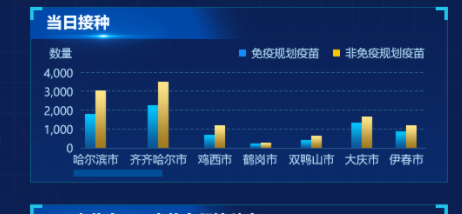 当日接种
数量
免疫规划疫苗 非免疫规划疫苗
4,000
3,000
2,000
1,000
0
哈尔滨市 齐齐哈尔市 鸡西市 鹤岗市 双鸭山市 大庆市 伊春市